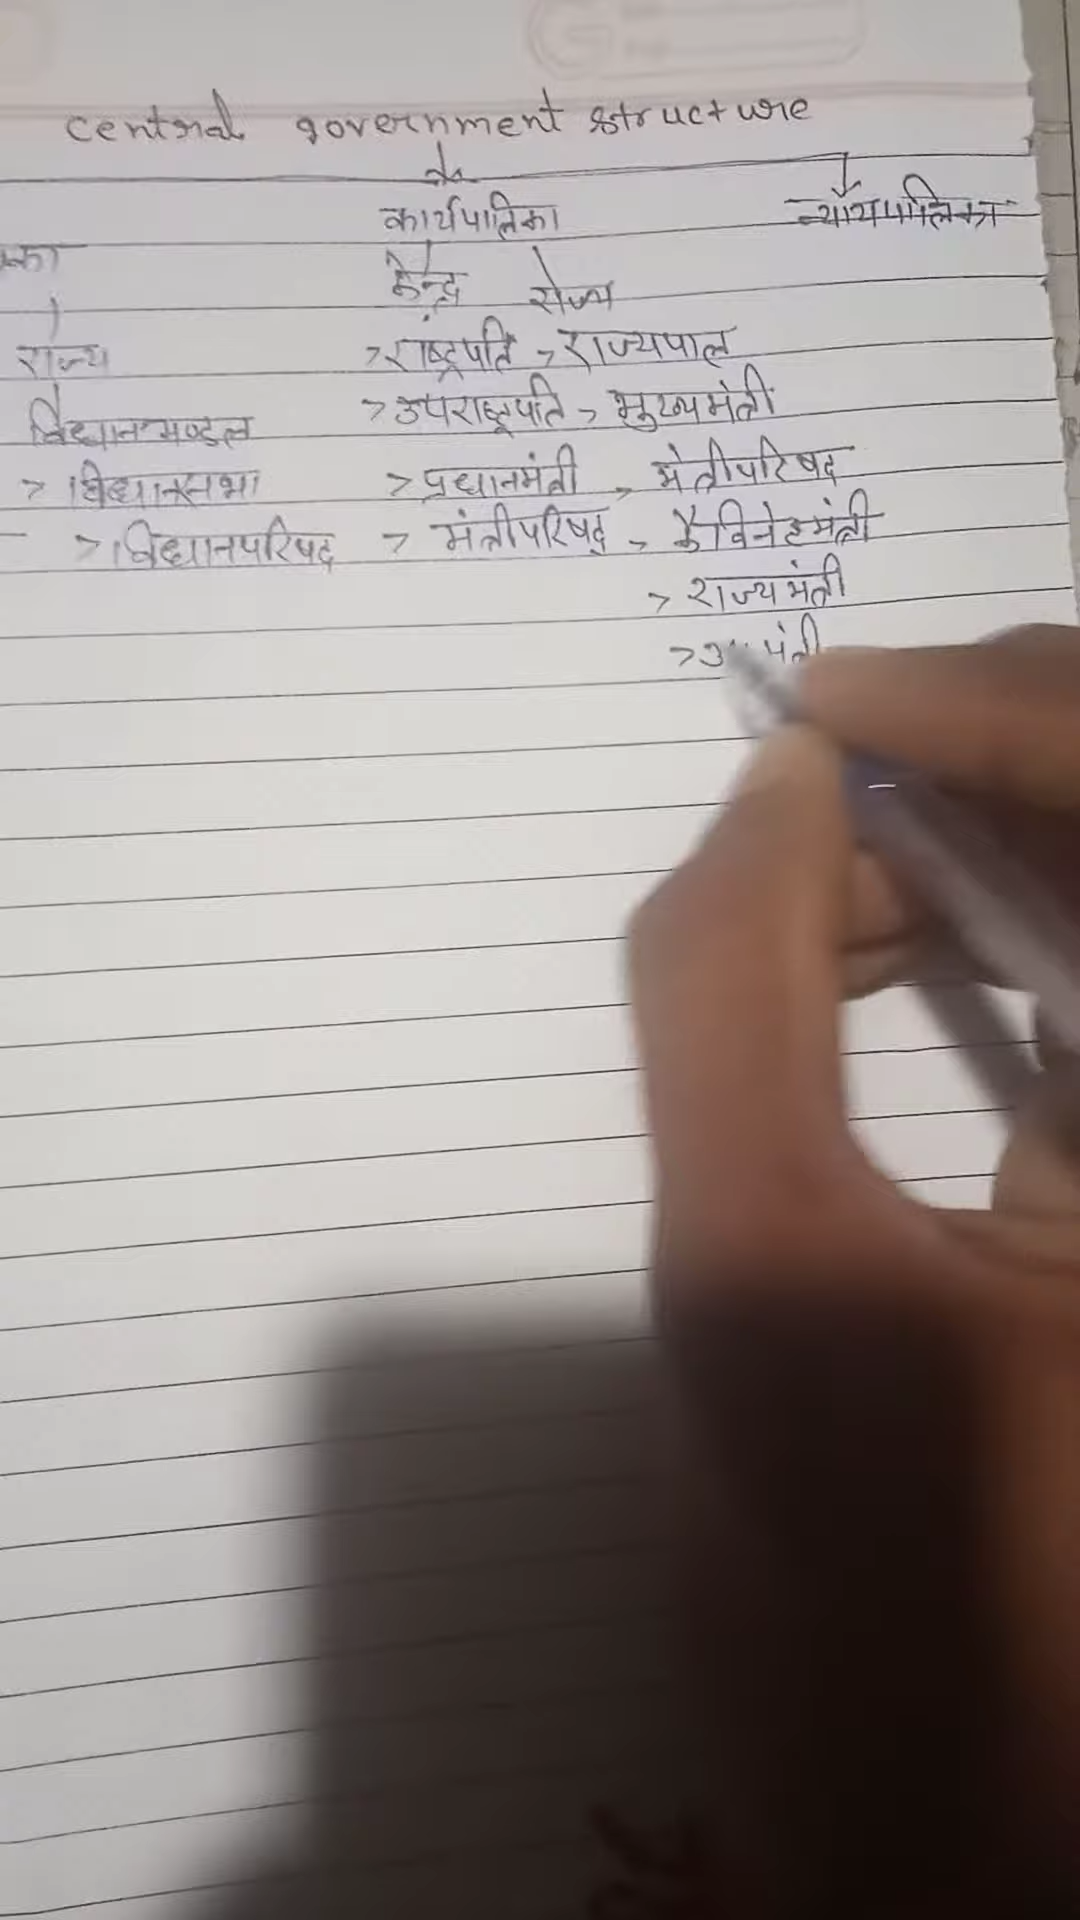 central government structure
कार्यपालिका न्यायपालिका
केन्द्र राज्य
राज्य > राष्ट्रपति > राज्यपाल
विधानमण्डल > उपराष्ट्रपति > मुख्यमंत्री
> विधानसभा > प्रधानमंत्री > मंत्रीपरिषद
> विधानपरिषद > मंत्रीपरिषद् > कैविनेटमंत्री
> राज्य मंत्री